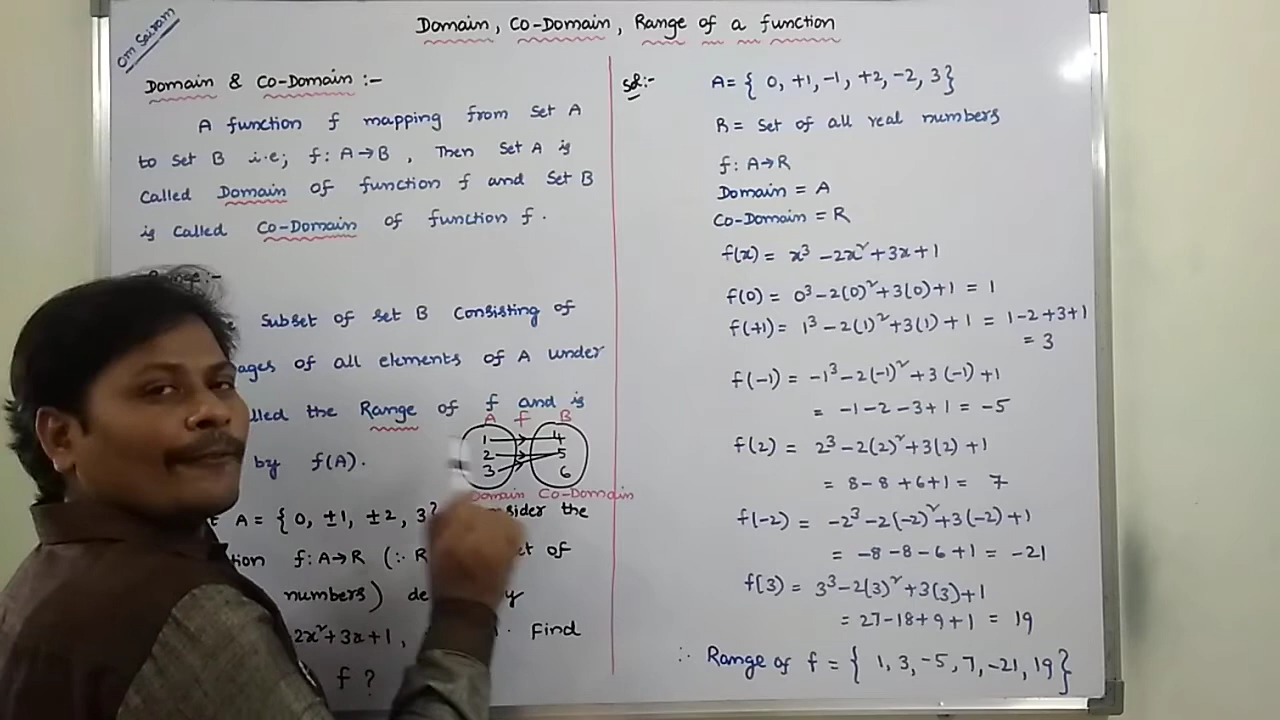 Om Sairam
Domain, Co-Domain, Range of a function
Domain & Co-Domain :-
A function f mapping from set A
to set B i.e; f: A→B, Then set A is
called Domain of function f and set B
is called Co-Domain of function f.
Range :-
subset of set B consisting of
ages of all elements of A under
lled the Range of f and is
by f(A).
A f B
1 4
2 5
3 6
Domain Co-Domain
A = { 0, ±1, ±2, 3} sider the
tion f: A→R (∵ R et of
numbers) de y
2x²+3x+1, Find
f ?
Sol:-
A = { 0, +1, -1, +2, -2, 3}
R = set of all real numbers
f: A→R
Domain = A
Co-Domain = R
f(x) = x³ -2x² +3x+1
f(0) = 0³ -2(0)² +3(0)+1 = 1
f(+1) = 1³ -2(1)² +3(1)+1 = 1-2+3+1
= 3
f(-1) = -1³ -2(-1)² +3(-1)+1
= -1-2-3+1 = -5
f(2) = 2³ -2(2)² +3(2)+1
= 8-8+6+1 = 7
f(-2) = -2³ -2(-2)² +3(-2)+1
= -8-8-6+1 = -21
f(3) = 3³ -2(3)² +3(3)+1
= 27-18+9+1 = 19
∴ Range of f = { 1, 3, -5, 7, -21, 19}